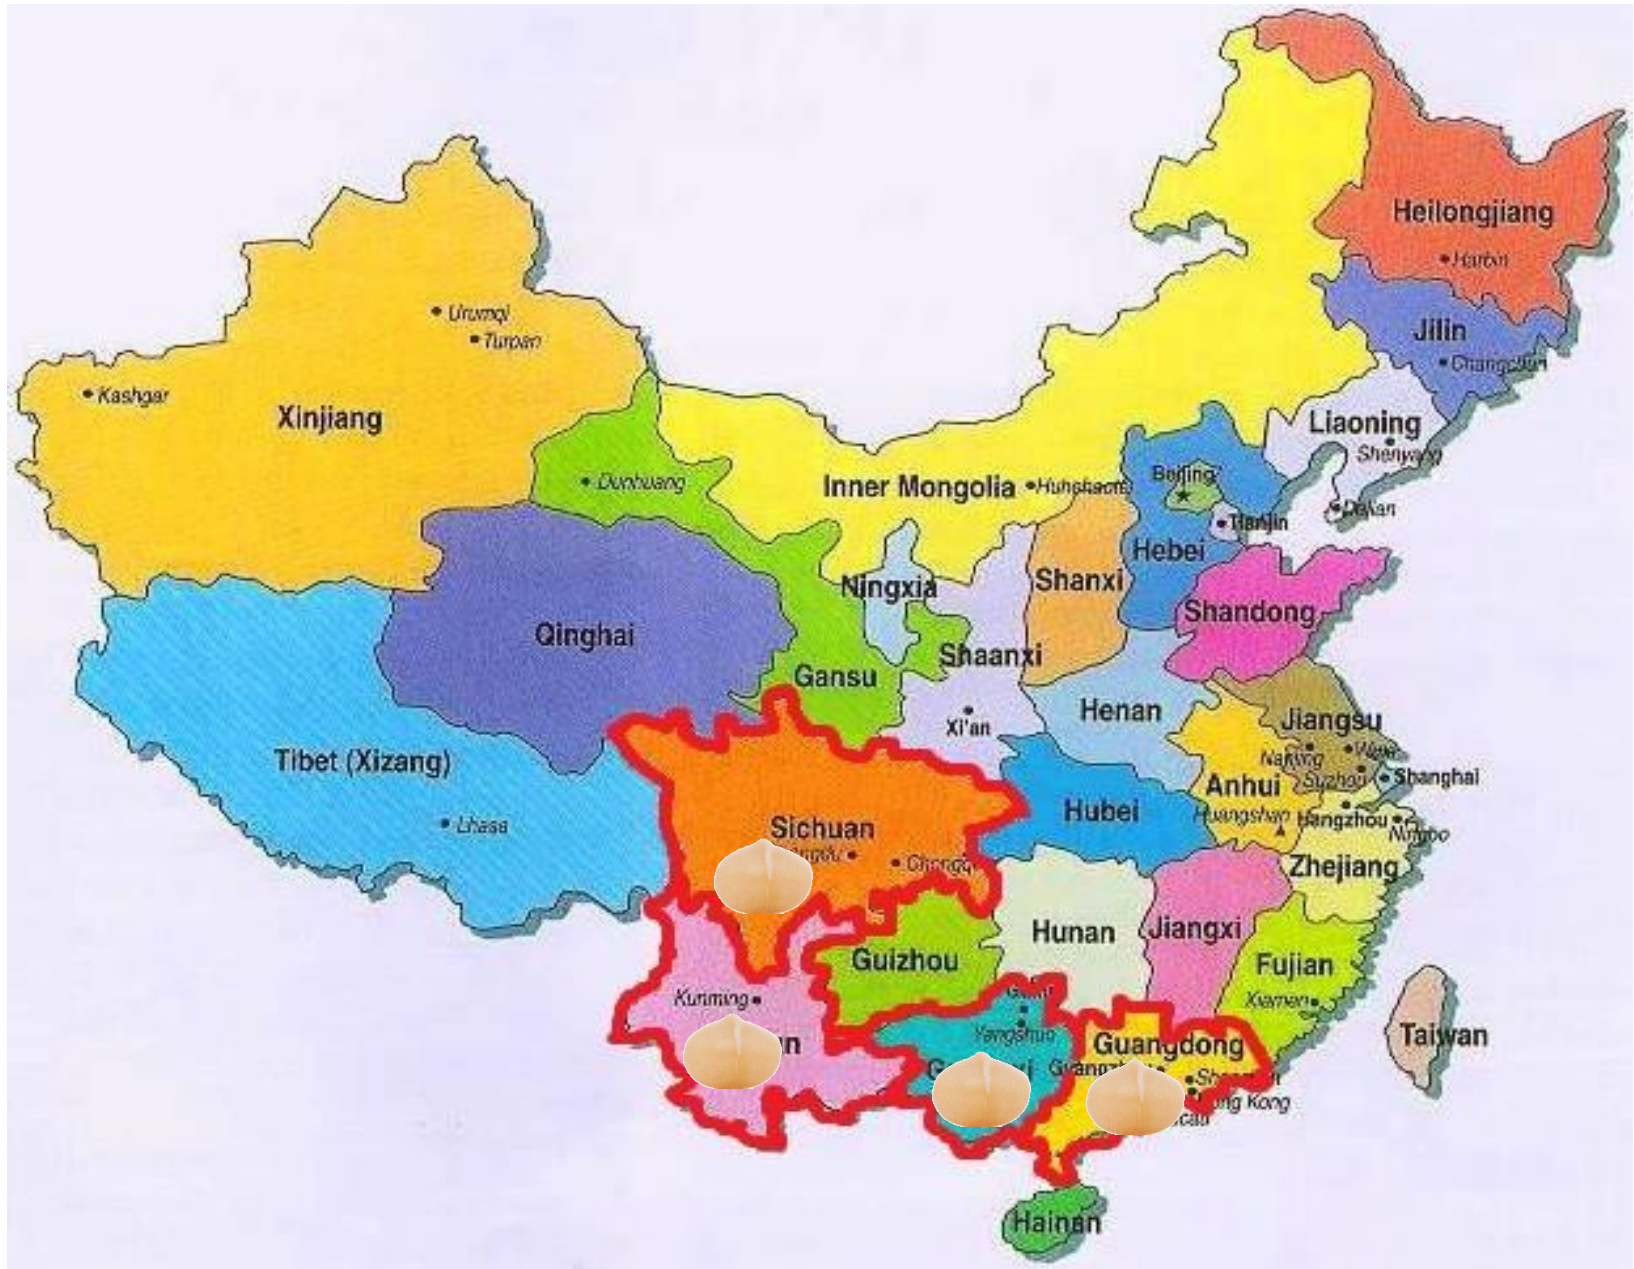 Heilongjiang
Harbin
Urumqi
Turpan
Jilin
Changchun
Kashgar
Xinjiang
Liaoning
Shenyang
Dunhuang
Inner Mongolia
Beijing
Dalian
Tianjin
Hebei
Ningxia
Shanxi
Shandong
Qinghai
Shaanxi
Gansu
Henan
Xi'an
Jiangsu
Tibet (Xizang)
Suzhou
Shanghai
Anhui
Hubei
Huangshan
Hangzhou
Ningbo
Lhasa
Sichuan
Zhejiang
Hunan
Jiangxi
Guizhou
Fujian
Kunming
Xiamen
Yangshuo
Taiwan
Guangdong
Hainan